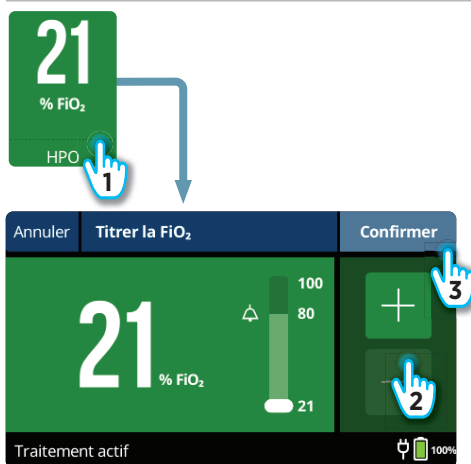 21
% FiO₂
HPO
1
Annuler Titrer la FiO₂ Confirmer
3
100
80
21 % FiO₂
2
21
Traitement actif 100%